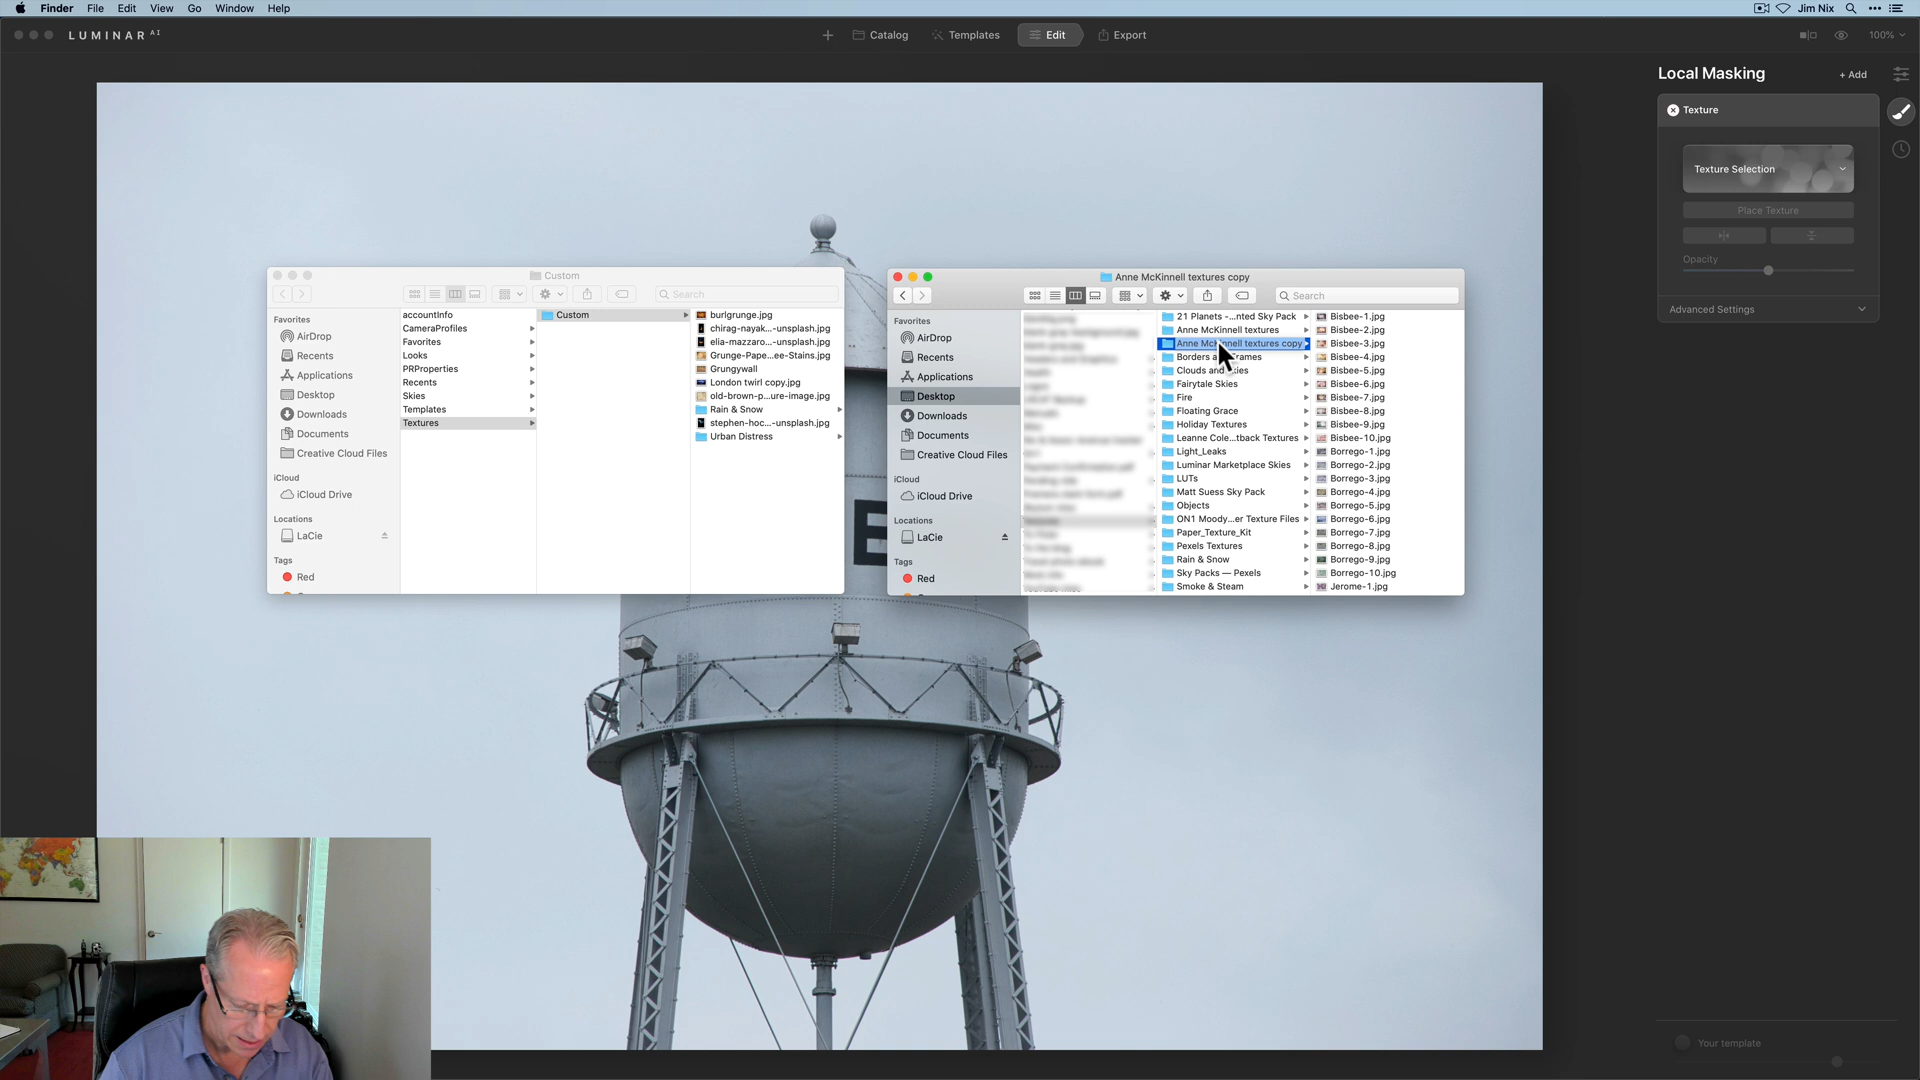 Finder File Edit View Go Window Help
Jim Nix
LUMINAR AI
Catalog Templates Edit Export
100%
Local Masking
+ Add
Texture
Texture Selection
Place Texture
Opacity
Advanced Settings
Your template
E
Custom
Search
Favorites
AirDrop
Recents
Applications
Desktop
Downloads
Documents
Creative Cloud Files
iCloud
iCloud Drive
Locations
LaCie
Tags
Red
accountInfo
CameraProfiles
Favorites
Looks
PRProperties
Recents
Skies
Templates
Textures
Custom
burlgrunge.jpg
chirag-nayak...-unsplash.jpg
elia-mazzaro...-unsplash.jpg
Grunge-Pape...ee-Stains.jpg
Grungywall
London twirl copy.jpg
old-brown-p...ure-image.jpg
Rain & Snow
stephen-hoc...-unsplash.jpg
Urban Distress
Anne McKinnell textures copy
Search
Favorites
AirDrop
Recents
Applications
Desktop
Downloads
Documents
Creative Cloud Files
iCloud
iCloud Drive
Locations
LaCie
Tags
Red
21 Planets -...nted Sky Pack
Anne McKinnell textures
Anne McKinnell textures copy
Borders and Frames
Clouds and Skies
Fairytale Skies
Fire
Floating Grace
Holiday Textures
Leanne Cole...tback Textures
Light_Leaks
Luminar Marketplace Skies
LUTs
Matt Suess Sky Pack
Objects
ON1 Moody...er Texture Files
Paper_Texture_Kit
Pexels Textures
Rain & Snow
Sky Packs — Pexels
Smoke & Steam
Bisbee-1.jpg
Bisbee-2.jpg
Bisbee-3.jpg
Bisbee-4.jpg
Bisbee-5.jpg
Bisbee-6.jpg
Bisbee-7.jpg
Bisbee-8.jpg
Bisbee-9.jpg
Bisbee-10.jpg
Borrego-1.jpg
Borrego-2.jpg
Borrego-3.jpg
Borrego-4.jpg
Borrego-5.jpg
Borrego-6.jpg
Borrego-7.jpg
Borrego-8.jpg
Borrego-9.jpg
Borrego-10.jpg
Jerome-1.jpg